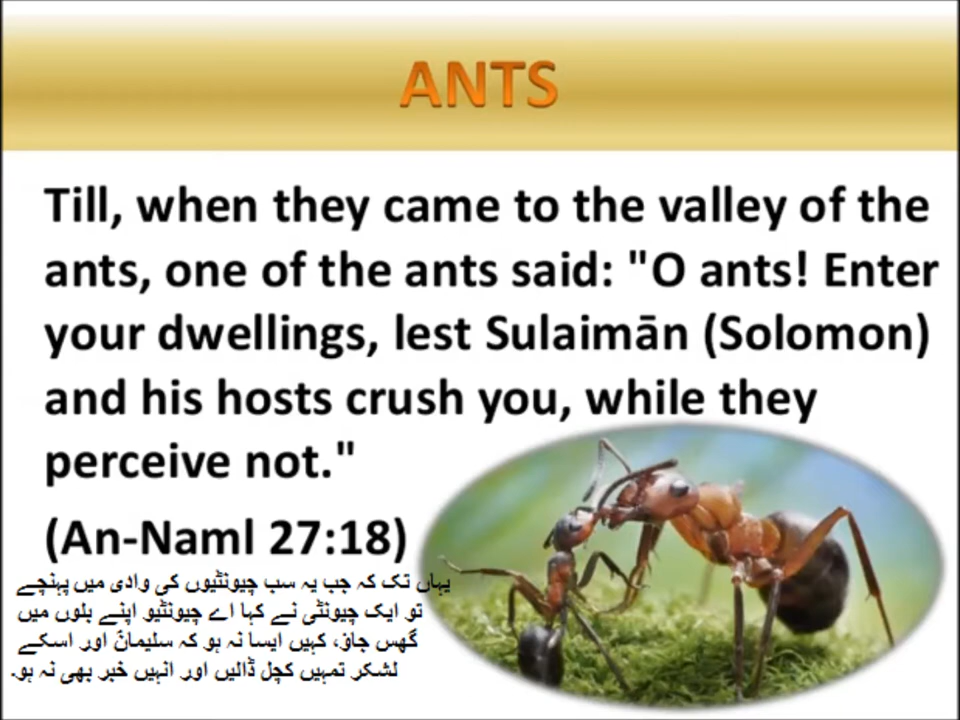 ANTS
Till, when they came to the valley of the
ants, one of the ants said: "O ants! Enter
your dwellings, lest Sulaimān (Solomon)
and his hosts crush you, while they
perceive not."
(An-Naml 27:18)
یہاں تک کہ جب یہ سب چیونٹیوں کی وادی میں پہنچے
تو ایک چیونٹی نے کہا اے چیونٹیو اپنے بلوں میں
گھس جاؤ، کہیں ایسا نہ ہو کہ سلیمانؑ اور اسکے
لشکر تمہیں کچل ڈالیں اور انہیں خبر بھی نہ ہو۔